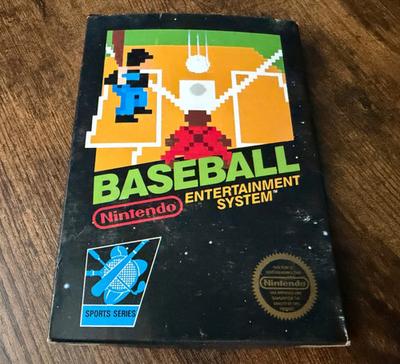 BASEBALL
Nintendo
ENTERTAINMENT
SYSTEM™
SPORTS SERIES
Nintendo